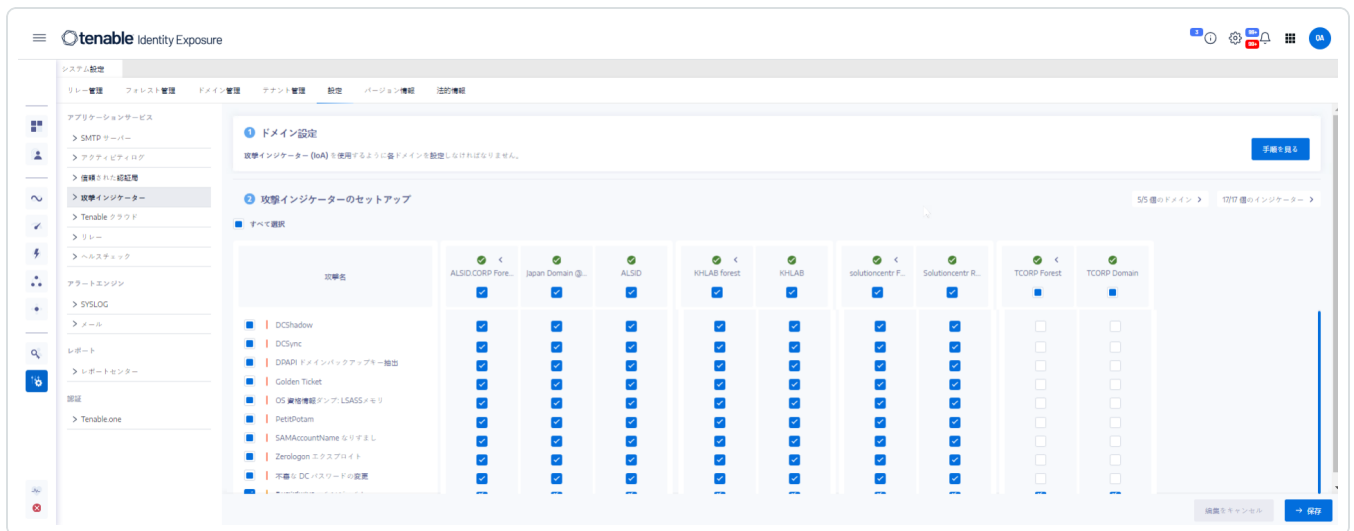 tenable Identity Exposure
3
99+
99+
QA
システム設定
リレー管理 フォレスト管理 ドメイン管理 テナント管理 設定 バージョン情報 法的情報
アプリケーションサービス
SMTP サーバー
アクティビティログ
信頼された認証局
攻撃インジケーター
Tenable クラウド
リレー
ヘルスチェック
アラートエンジン
SYSLOG
メール
レポート
レポートセンター
認証
Tenable.one
1 ドメイン設定
攻撃インジケーター (IoA) を使用するように各ドメインを設定しなければなりません。
手順を見る
2 攻撃インジケーターのセットアップ
5/5 個のドメイン
17/17 個のインジケーター
すべて選択
攻撃名
ALSID.CORP Fore... Japan Domain @... ALSID KHLAB forest KHLAB solutioncentr F... Solutioncentr R... TCORP Forest TCORP Domain
DCShadow
DCSync
DPAPI ドメインバックアップキー抽出
Golden Ticket
OS 資格情報ダンプ: LSASSメモリ
PetitPotam
SAMAccountName なりすまし
Zerologon エクスプロイト
不審な DC パスワードの変更
編集をキャンセル
保存